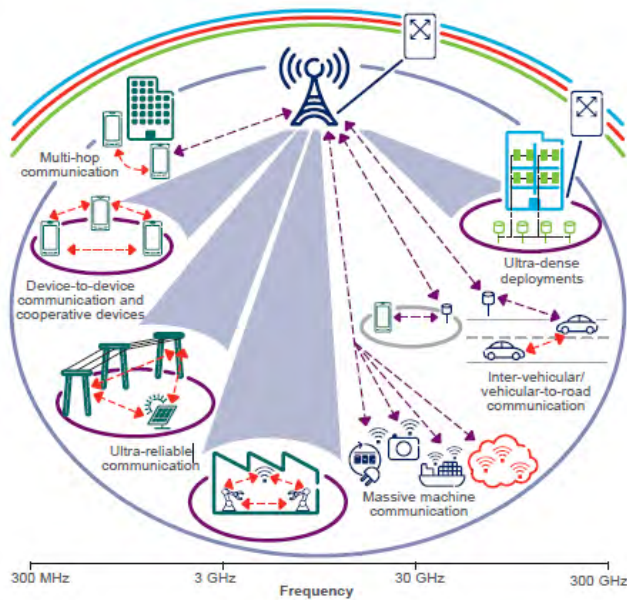 Multi-hop
communication
Device-to-device
communication and
cooperative devices
Ultra-dense
deployments
Inter-vehicular/
vehicular-to-road
communication
Ultra-reliable
communication
Massive machine
communication
300 MHz
3 GHz
30 GHz
300 GHz
Frequency